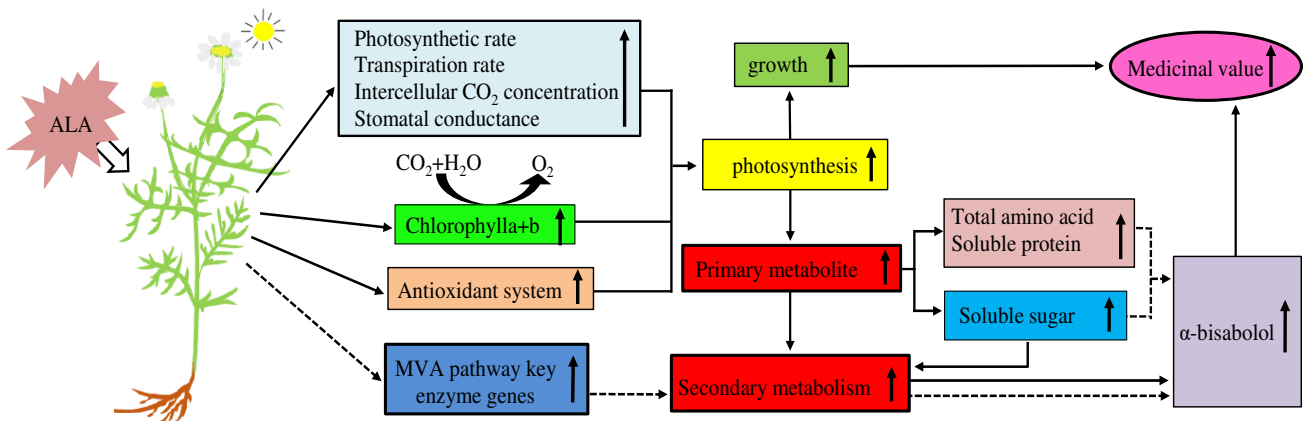 ALA
Photosynthetic rate
Transpiration rate
Intercellular CO₂ concentration
Stomatal conductance
CO₂+H₂O
O₂
Chlorophylla+b
Antioxidant system
MVA pathway key
enzyme genes
growth
photosynthesis
Primary metabolite
Secondary metabolism
Total amino acid
Soluble protein
Soluble sugar
α-bisabolol
Medicinal value